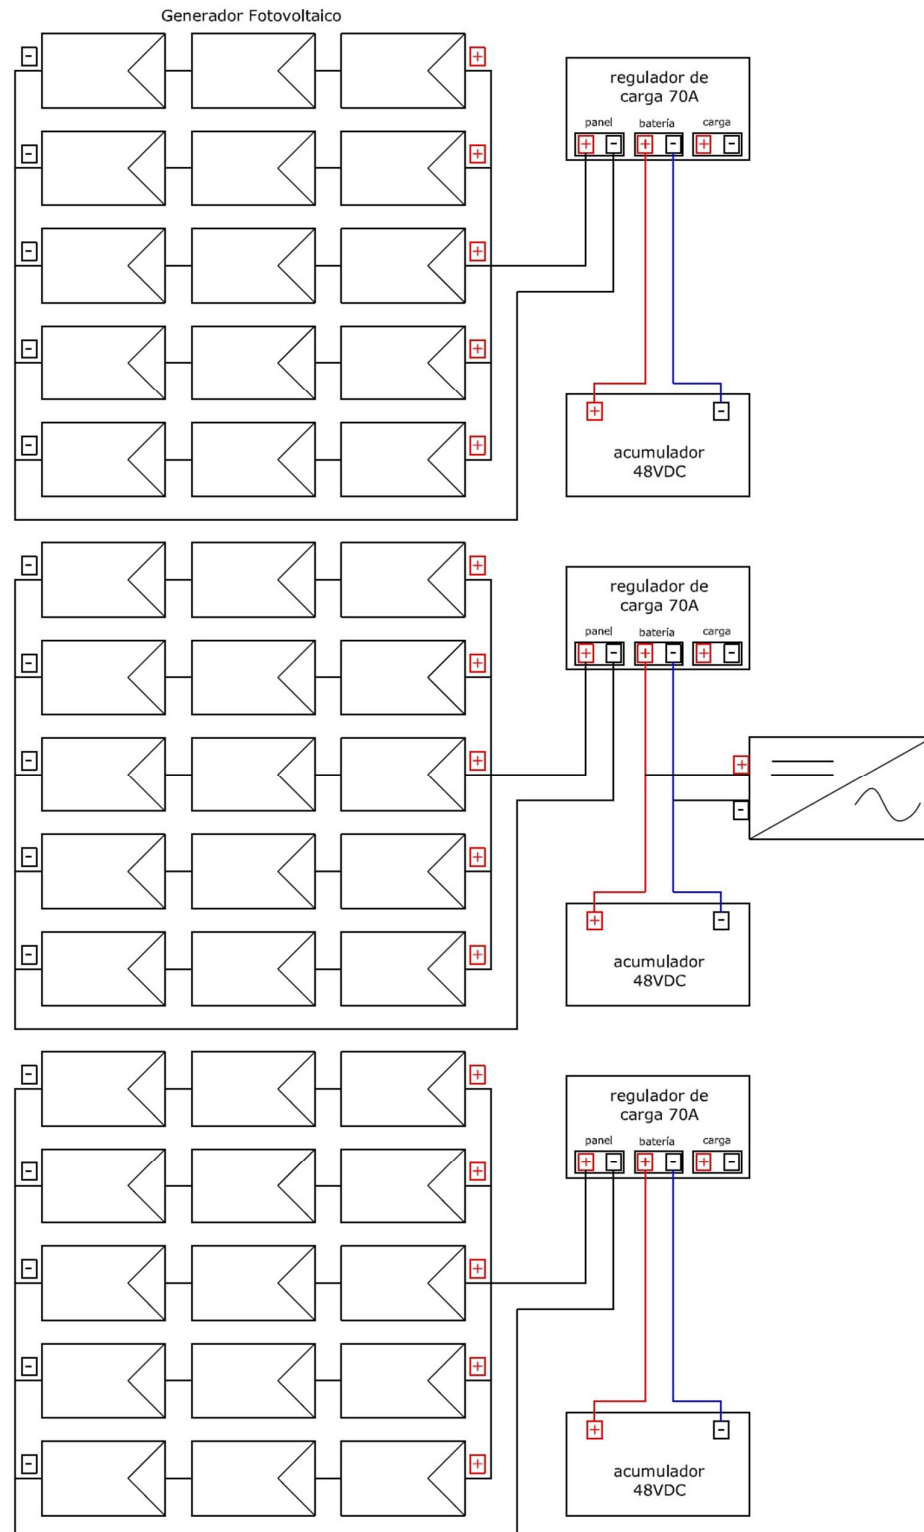 Generador Fotovoltaico
regulador de
carga 70A
panel batería carga
+ - + - + -
- +
- +
- +
- +
- +
+ -
acumulador
48VDC
regulador de
carga 70A
panel batería carga
+ - + - + -
- +
- +
- +
- +
- +
+
-
+ -
acumulador
48VDC
regulador de
carga 70A
panel batería carga
+ - + - + -
- +
- +
- +
- +
- +
+ -
acumulador
48VDC